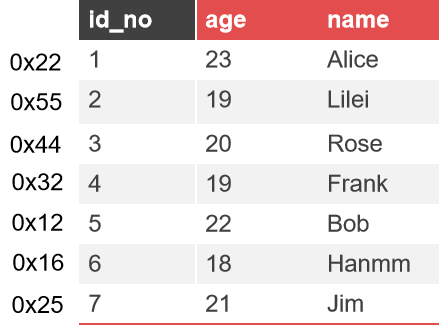 id_no age name
0x22 1 23 Alice
0x55 2 19 Lilei
0x44 3 20 Rose
0x32 4 19 Frank
0x12 5 22 Bob
0x16 6 18 Hanmm
0x25 7 21 Jim